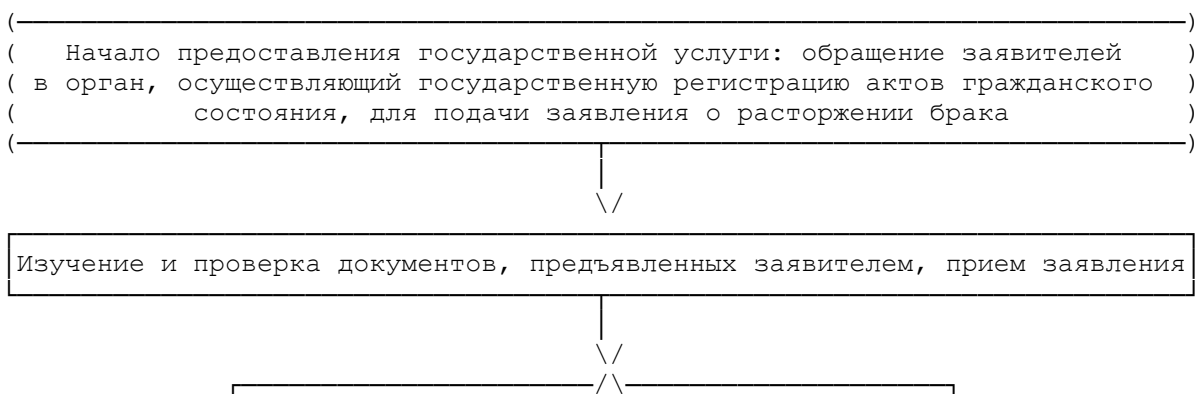 Начало предоставления государственной услуги: обращение заявителей
в орган, осуществляющий государственную регистрацию актов гражданского
состояния, для подачи заявления о расторжении брака
Изучение и проверка документов, предъявленных заявителем, прием заявления